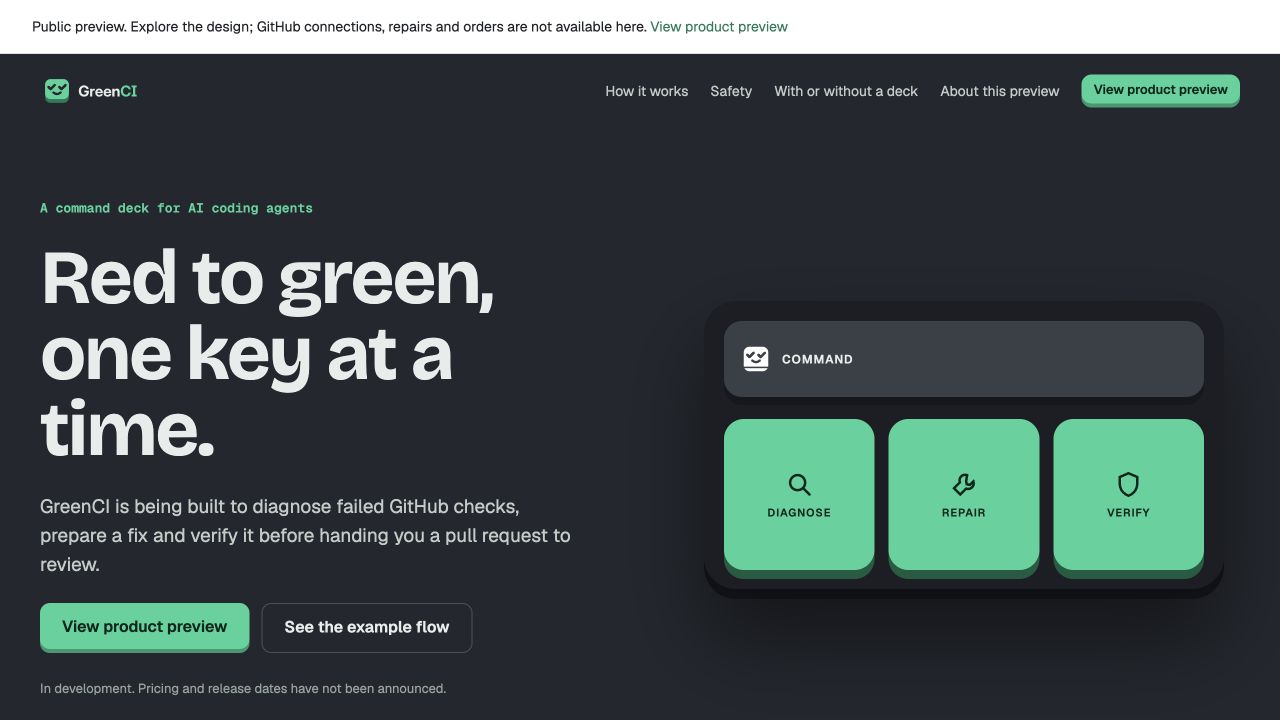 Public preview. Explore the design; GitHub connections, repairs and orders are not available here. View product preview
GreenCI
How it works
Safety
With or without a deck
About this preview
View product preview
A command deck for AI coding agents
Red to green,
one key at a
time.
GreenCI is being built to diagnose failed GitHub checks,
prepare a fix and verify it before handing you a pull request to
review.
View product preview
See the example flow
In development. Pricing and release dates have not been announced.
COMMAND
DIAGNOSE
REPAIR
VERIFY